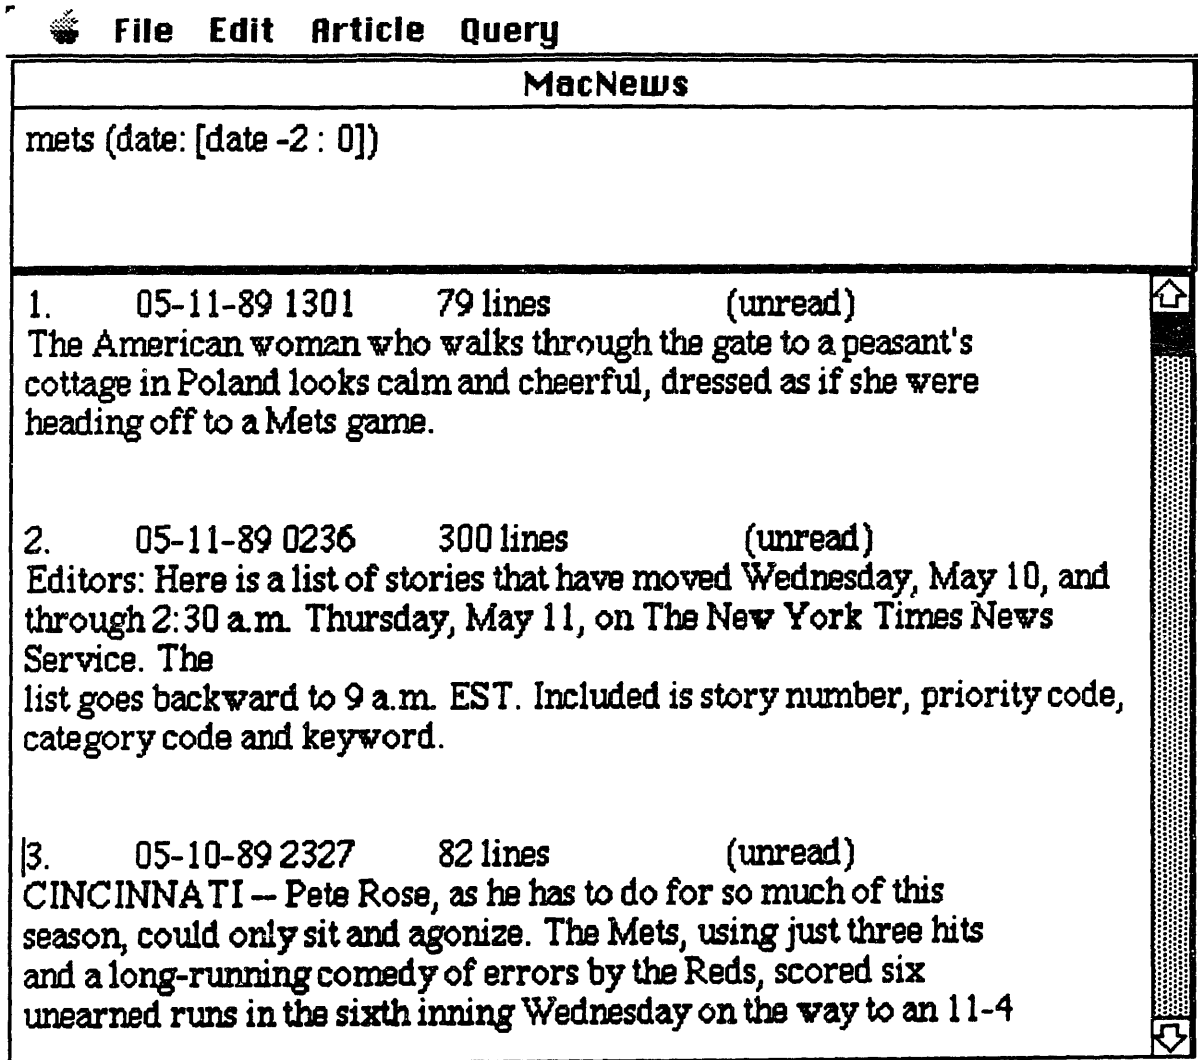 File Edit Article Query
MacNews
mets (date: [date -2 : 0])
1. 05-11-89 1301 79 lines (unread)
The American woman who walks through the gate to a peasant's
cottage in Poland looks calm and cheerful, dressed as if she were
heading off to a Mets game.
2. 05-11-89 0236 300 lines (unread)
Editors: Here is a list of stories that have moved Wednesday, May 10, and
through 2:30 a.m. Thursday, May 11, on The New York Times News
Service. The
list goes backward to 9 a.m. EST. Included is story number, priority code,
category code and keyword.
3. 05-10-89 2327 82 lines (unread)
CINCINNATI -- Pete Rose, as he has to do for so much of this
season, could only sit and agonize. The Mets, using just three hits
and a long-running comedy of errors by the Reds, scored six
unearned runs in the sixth inning Wednesday on the way to an 11-4